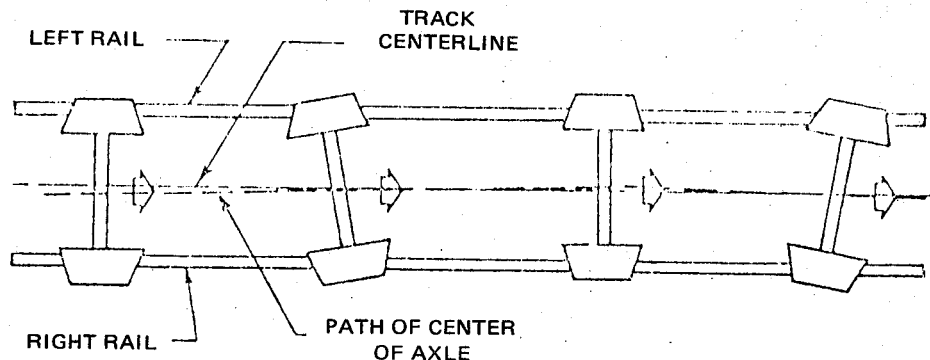 TRACK
CENTERLINE
LEFT RAIL
RIGHT RAIL
PATH OF CENTER
OF AXLE